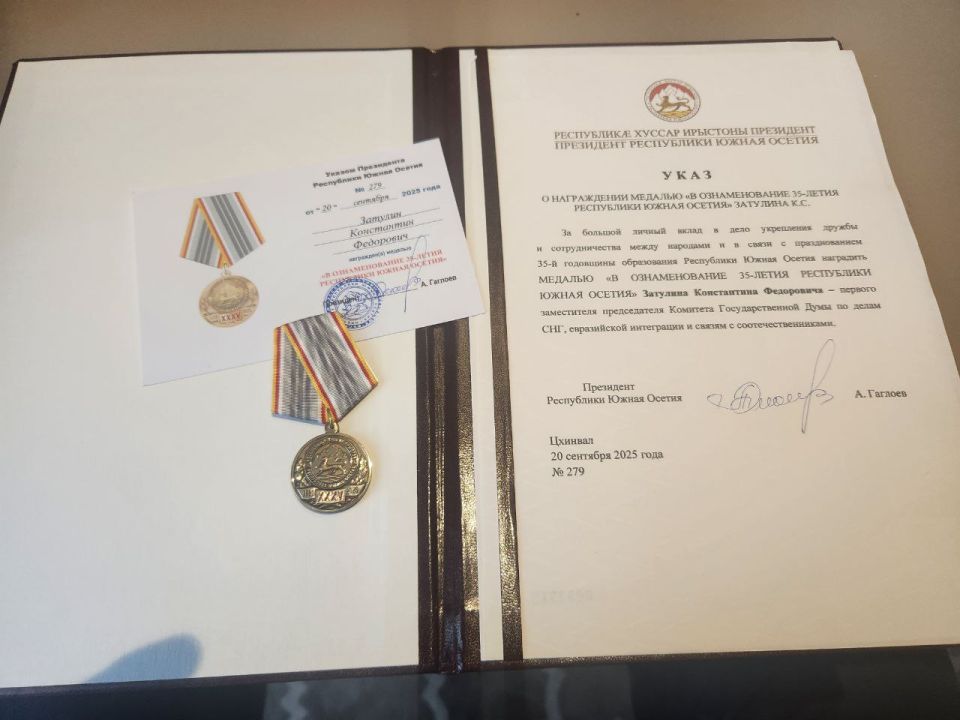 Указом Президента
Республики Южная Осетия
№ 279
от "20" сентября 2025 года
Затулин
Константин
Федорович
награжден(а) медалью
«В ОЗНАМЕНОВАНИЕ 35-ЛЕТИЯ
РЕСПУБЛИКИ ЮЖНАЯ ОСЕТИЯ»
Президент А. Гаглоев
XXXV
XXXV
РЕСПУБЛИКӔ ХУССАР ИРЫСТОНЫ ПРЕЗИДЕНТ
ПРЕЗИДЕНТ РЕСПУБЛИКИ ЮЖНАЯ ОСЕТИЯ
УКАЗ
О НАГРАЖДЕНИИ МЕДАЛЬЮ «В ОЗНАМЕНОВАНИЕ 35-ЛЕТИЯ
РЕСПУБЛИКИ ЮЖНАЯ ОСЕТИЯ» ЗАТУЛИНА К.С.
За большой личный вклад в дело укрепления дружбы
и сотрудничества между народами и в связи с празднованием
35-й годовщины образования Республики Южная Осетия наградить
МЕДАЛЬЮ «В ОЗНАМЕНОВАНИЕ 35-ЛЕТИЯ РЕСПУБЛИКИ
ЮЖНАЯ ОСЕТИЯ» Затулина Константина Федоровича – первого
заместителя председателя Комитета Государственной Думы по делам
СНГ, евразийской интеграции и связям с соотечественниками.
Президент
Республики Южная Осетия А. Гаглоев
Цхинвал
20 сентября 2025 года
№ 279